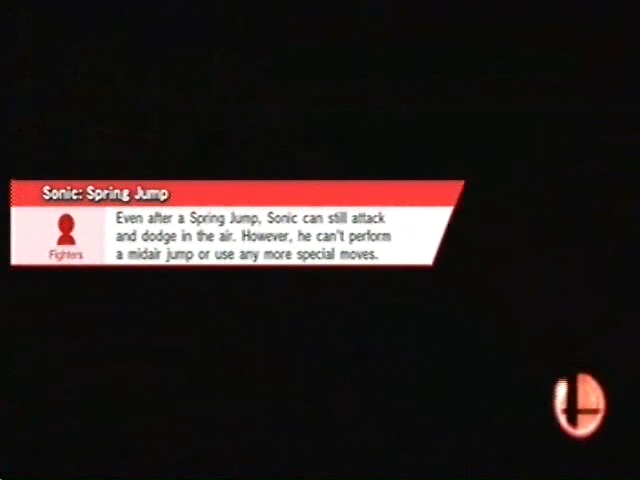 Sonic: Spring Jump
Even after a Spring Jump, Sonic can still attack
and dodge in the air. However, he can't perform
a midair jump or use any more special moves.
Fighters